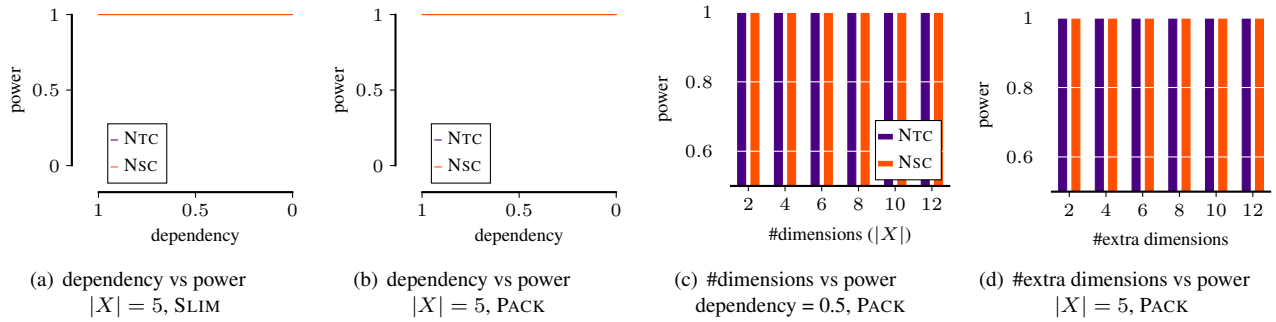 1
0.5
0
power
NTC
NSC
1
0.5
0
dependency
(a) dependency vs power
|X| = 5, SLIM
1
0.5
0
power
NTC
NSC
1
0.5
0
dependency
(b) dependency vs power
|X| = 5, PACK
1
0.8
0.6
power
NTC
NSC
2 4 6 8 10 12
#dimensions (|X|)
(c) #dimensions vs power
dependency = 0.5, PACK
1
0.8
0.6
power
2 4 6 8 10 12
#extra dimensions
(d) #extra dimensions vs power
|X| = 5, PACK